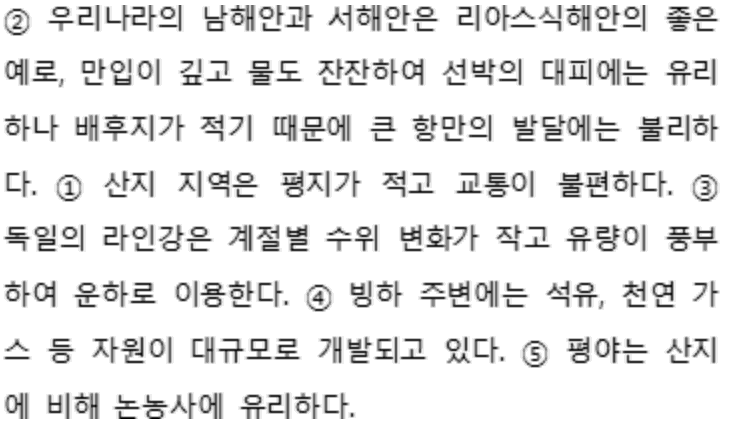 ② 우리나라의 남해안과 서해안은 리아스식해안의 좋은
예로, 만입이 깊고 물도 잔잔하여 선박의 대피에는 유리
하나 배후지가 적기 때문에 큰 항만의 발달에는 불리하
다. ① 산지 지역은 평지가 적고 교통이 불편하다. ③
독일의 라인강은 계절별 수위 변화가 작고 유량이 풍부
하여 운하로 이용한다. ④ 빙하 주변에는 석유, 천연 가
스 등 자원이 대규모로 개발되고 있다. ⑤ 평야는 산지
에 비해 논농사에 유리하다.